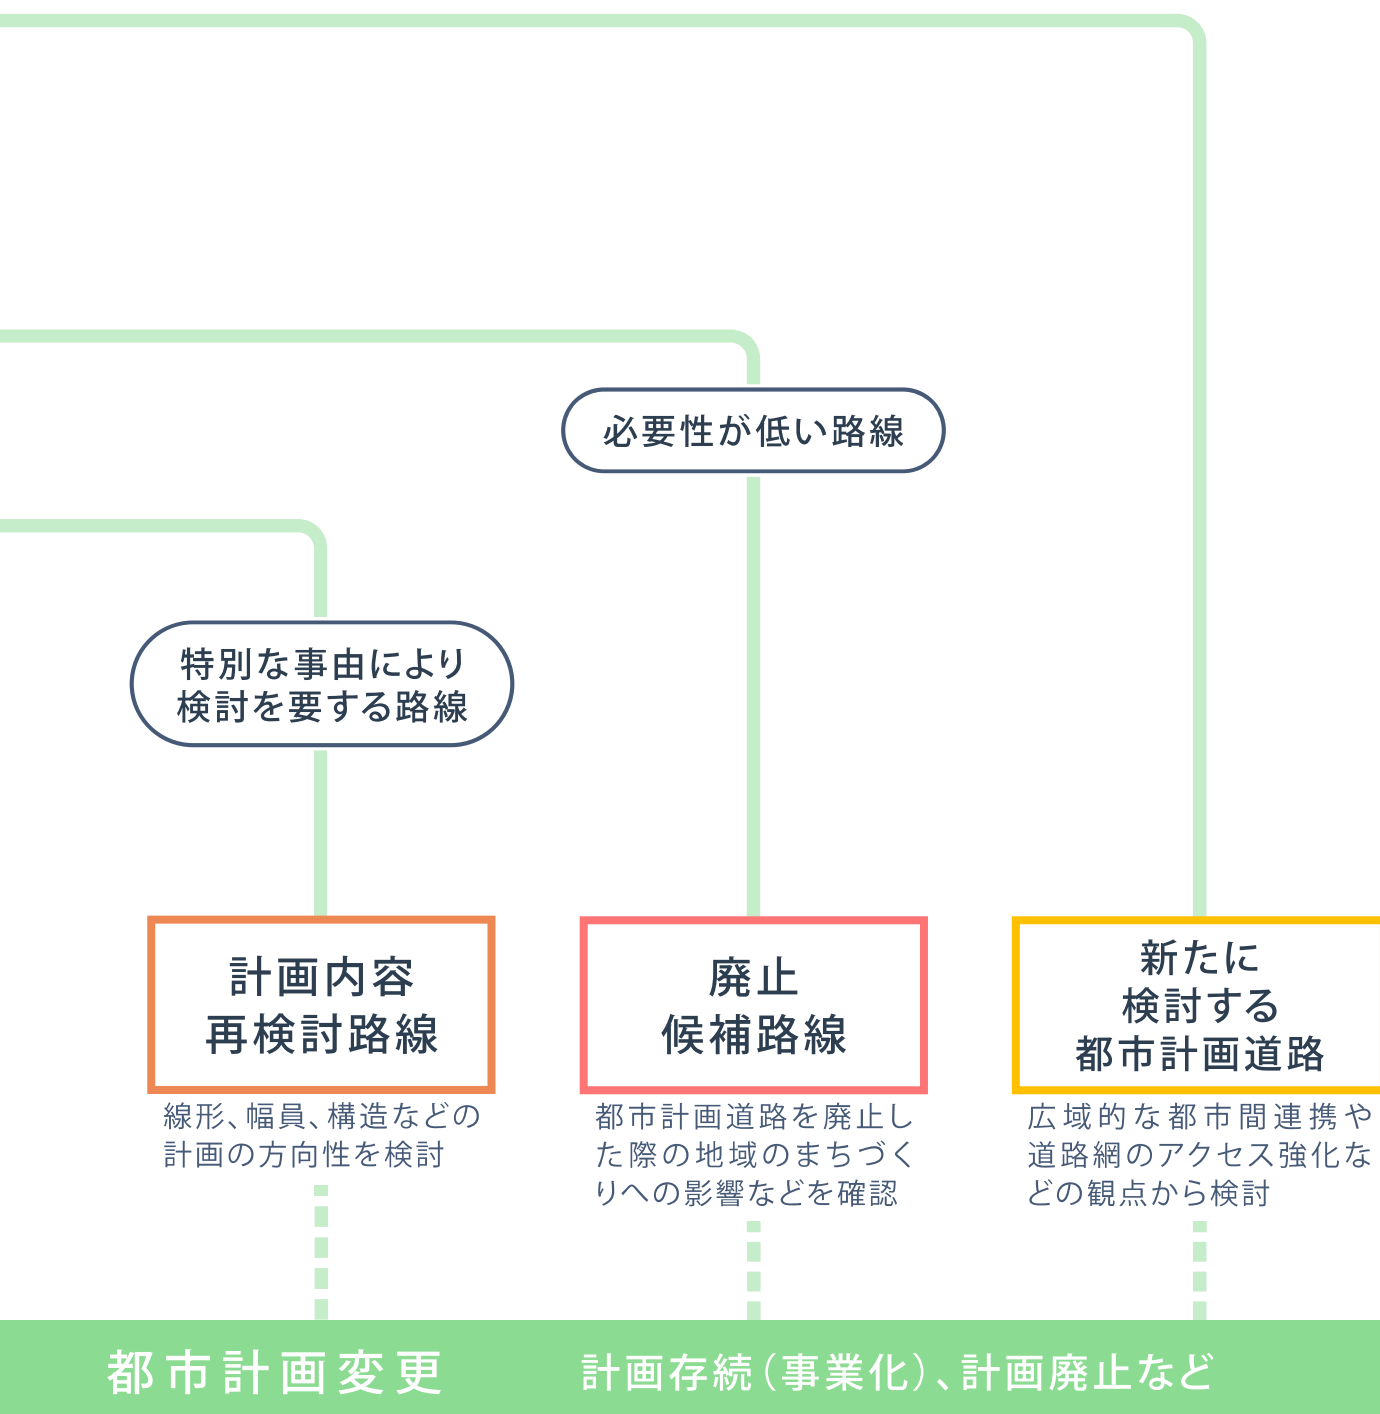 必要性が低い路線
特別な事由により
検討を要する路線
計画内容
再検討路線
線形、幅員、構造などの
計画の方向性を検討
廃止
候補路線
都市計画道路を廃止し
た際の地域のまちづく
りへの影響などを確認
新たに
検討する
都市計画道路
広域的な都市間連携や
道路網のアクセス強化な
どの観点から検討
都市計画変更
計画存続（事業化）、計画廃止など